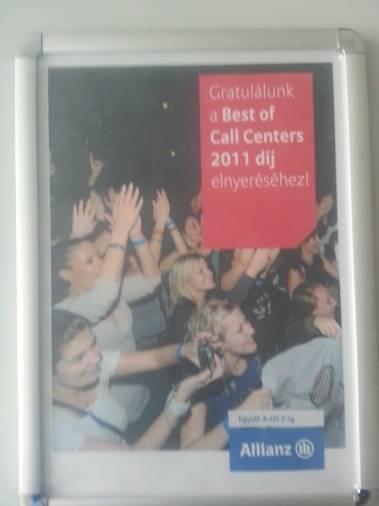 Gratulálunk
a Best of
Call Centers
2011 díj
elnyeréséhez!
Együtt A-tól Z-ig
Allianz